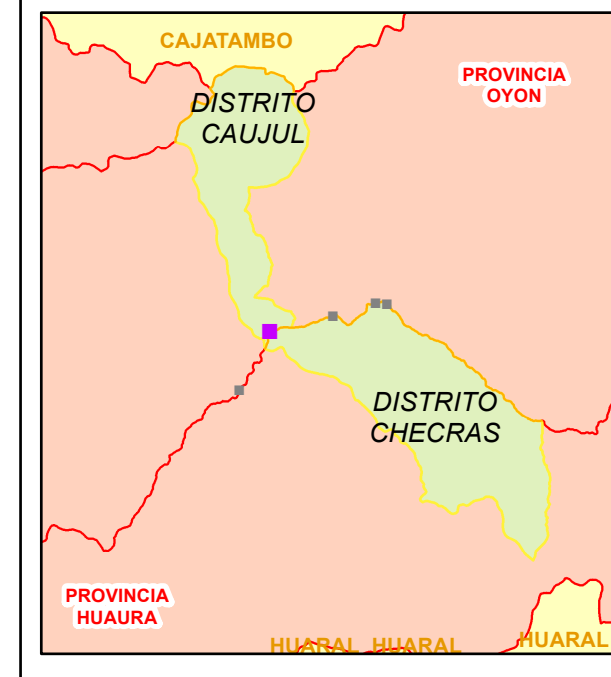 CAJATAMBO
PROVINCIA
OYON
DISTRITO
CAUJUL
DISTRITO
CHECRAS
PROVINCIA
HUAURA
HUARAL HUARAL HUARAL